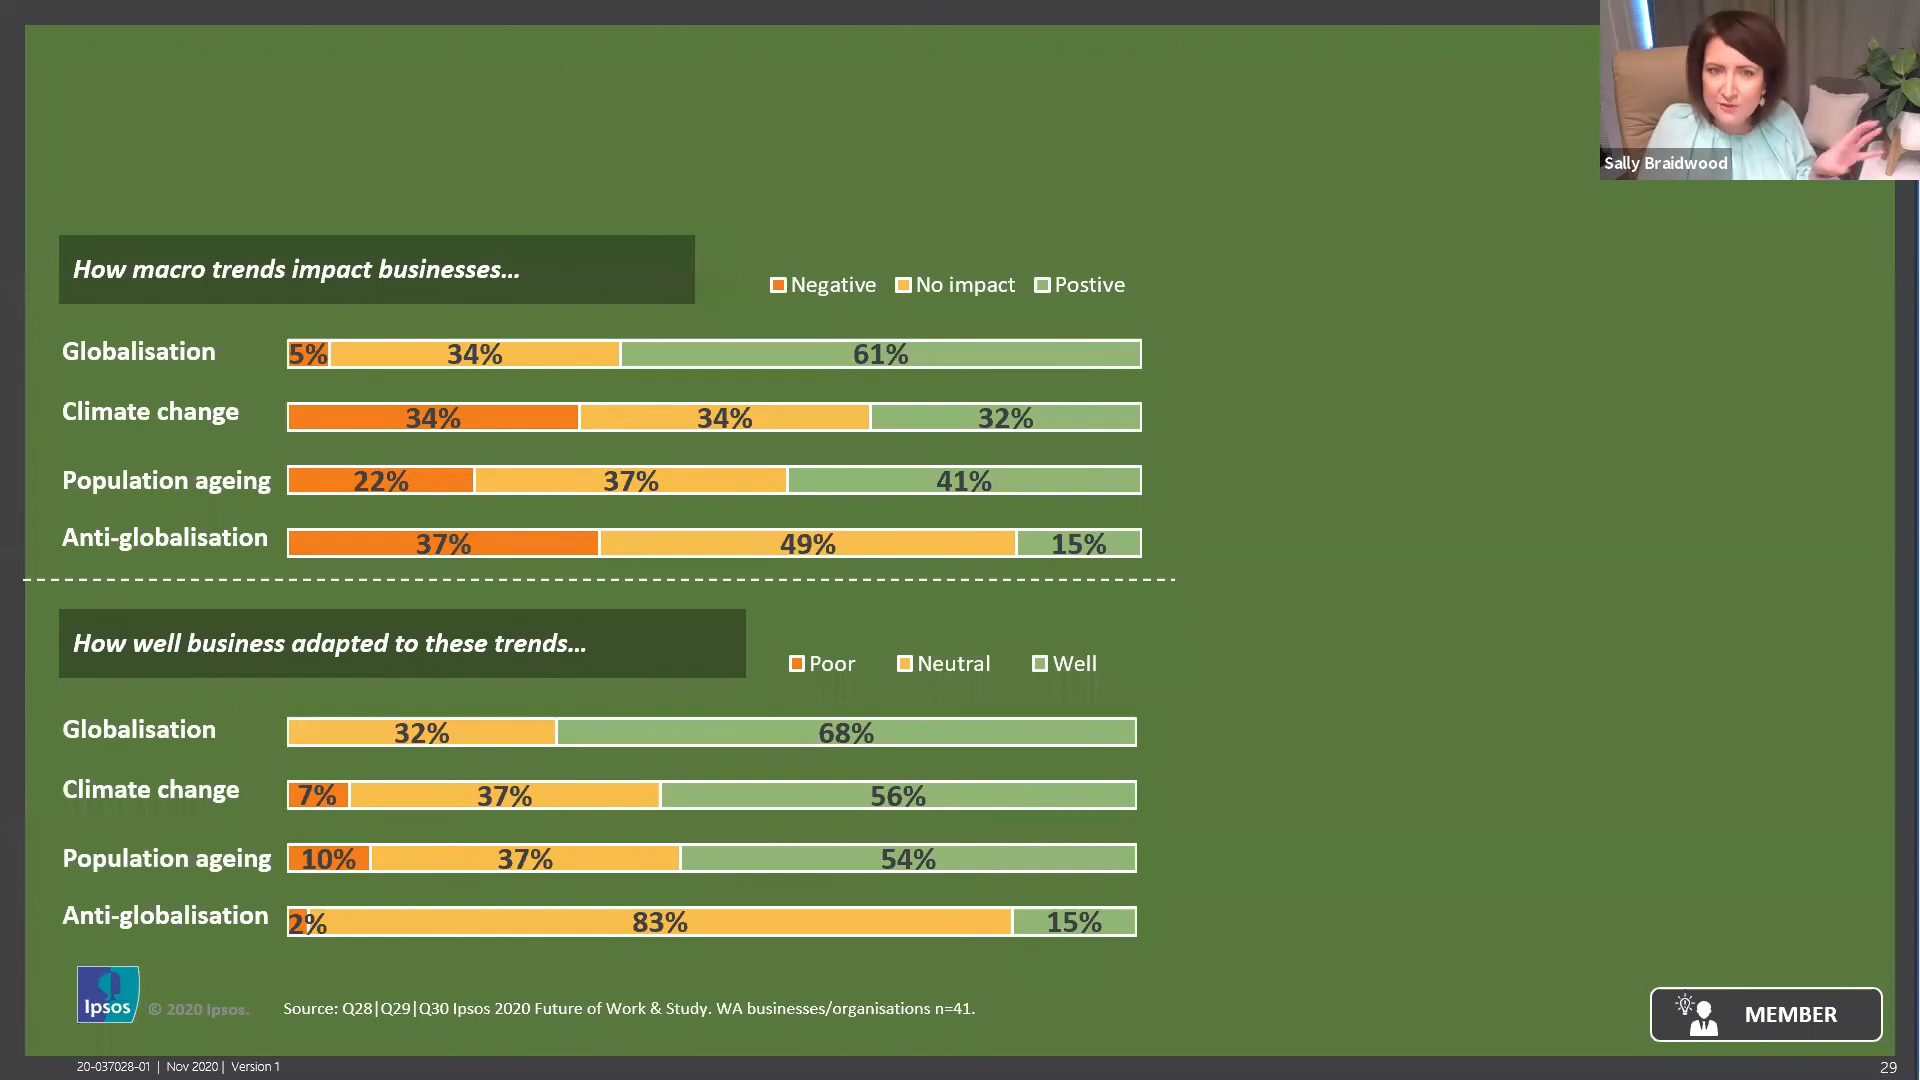 Sally Braidwood
How macro trends impact businesses...
Negative No impact Postive
Globalisation 5% 34% 61%
Climate change 34% 34% 32%
Population ageing 22% 37% 41%
Anti-globalisation 37% 49% 15%
How well business adapted to these trends...
Poor Neutral Well
Globalisation 32% 68%
Climate change 7% 37% 56%
Population ageing 10% 37% 54%
Anti-globalisation 2% 83% 15%
Ipsos © 2020 Ipsos. Source: Q28|Q29|Q30 Ipsos 2020 Future of Work & Study. WA businesses/organisations n=41.
MEMBER
20-037028-01 | Nov 2020 | Version 1
29